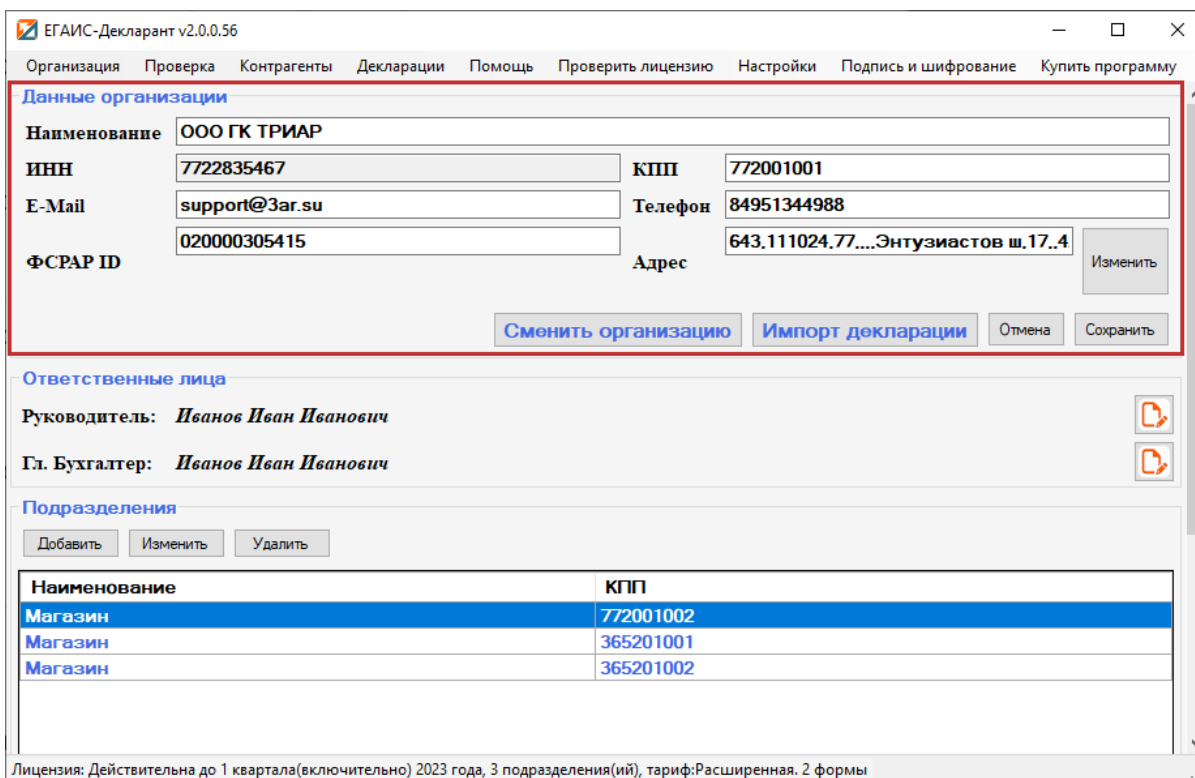 ЕГАИС-Декларант v2.0.0.56
Организация Проверка Контрагенты Декларации Помощь Проверить лицензию Настройки Подпись и шифрование Купить программу
Данные организации
Наименование ООО ГК ТРИАР
ИНН 7722835467 КПП 772001001
E-Mail support@3ar.su Телефон 84951344988
ФСРАР ID 020000305415 Адрес 643,111024,77,,,,Энтузиастов ш,17,,4 Изменить
Сменить организацию Импорт декларации Отмена Сохранить
Ответственные лица
Руководитель: Иванов Иван Иванович
Гл. Бухгалтер: Иванов Иван Иванович
Подразделения
Добавить Изменить Удалить
Наименование КПП
Магазин 772001002
Магазин 365201001
Магазин 365201002
Лицензия: Действительна до 1 квартала(включительно) 2023 года, 3 подразделения(ий), тариф:Расширенная. 2 формы